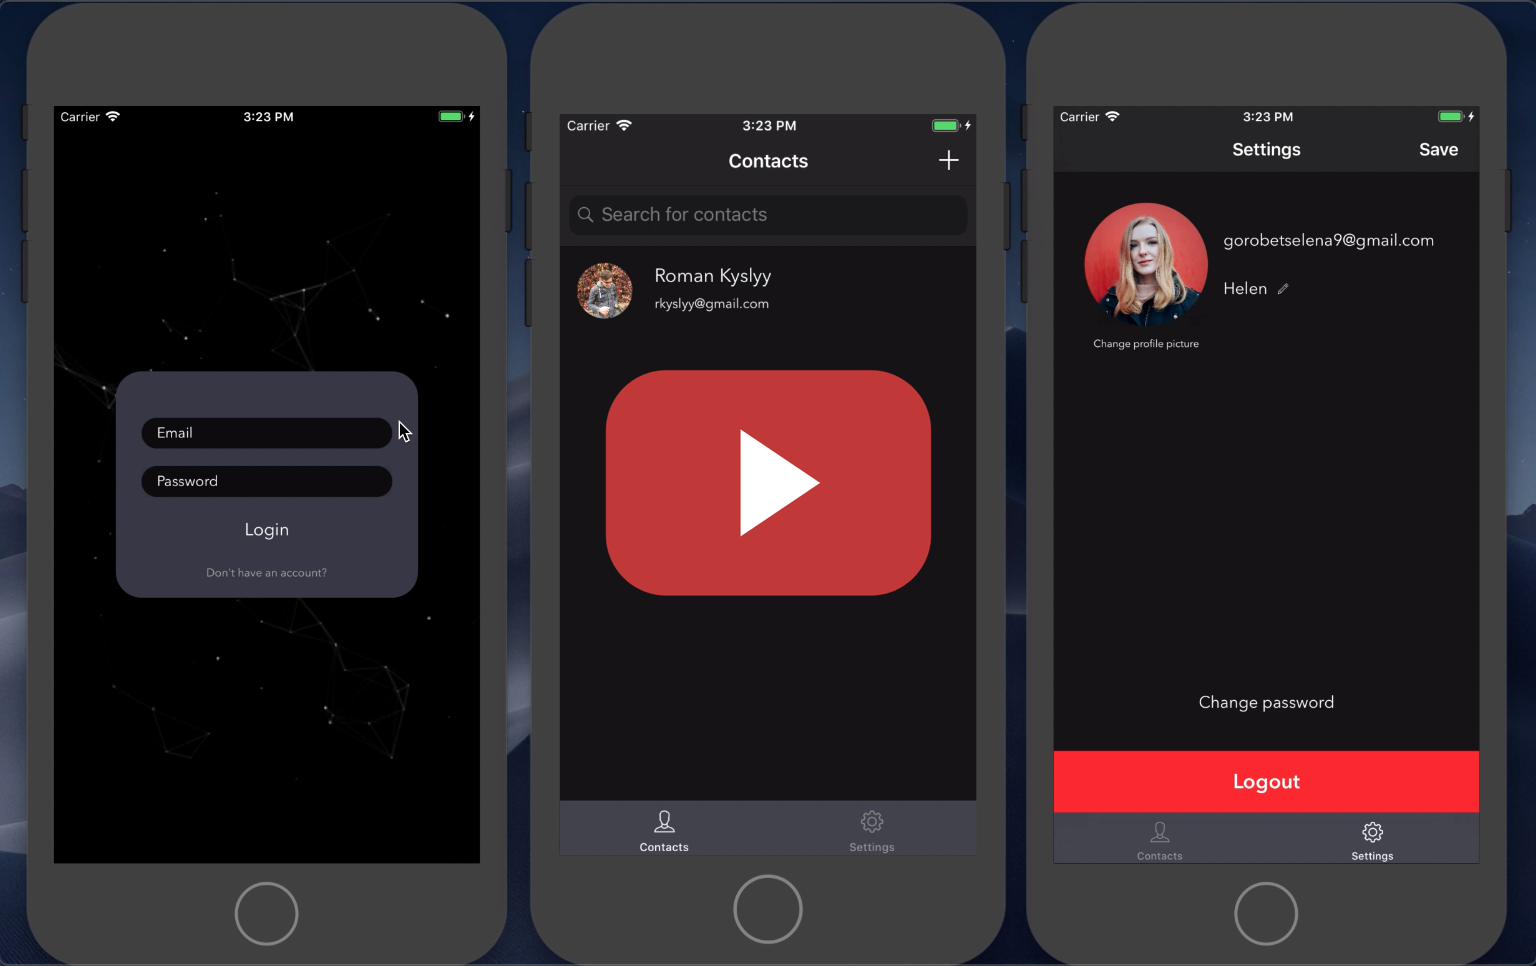 Carrier 3:23 PM
Email
Password
Login
Don't have an account?
Carrier 3:23 PM
Contacts
Search for contacts
Roman Kyslyy
rkyslyy@gmail.com
Contacts Settings
Carrier 3:23 PM
Settings Save
gorobetselena9@gmail.com
Helen
Change profile picture
Change password
Logout
Contacts Settings